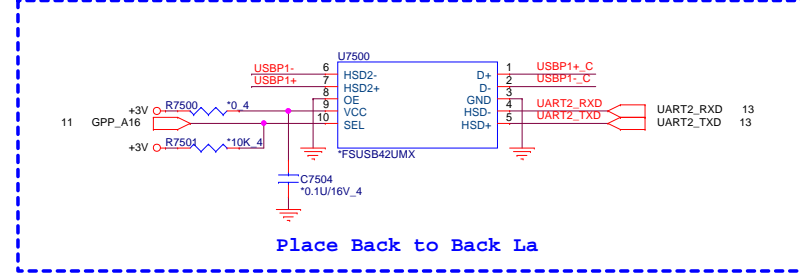 U7500
USBP1- 6 HSD2- D+ 1 USBP1+_C
USBP1+ 7 HSD2+ D- 2 USBP1-_C
8 OE GND 3
+3V R7500 *0_4 9 VCC HSD- 4 UART2_RXD UART2_RXD 13
11 GPP_A16 10 SEL HSD+ 5 UART2_TXD UART2_TXD 13
+3V R7501 *10K_4
*FSUSB42UMX
C7504
*0.1U/16V_4
Place Back to Back La